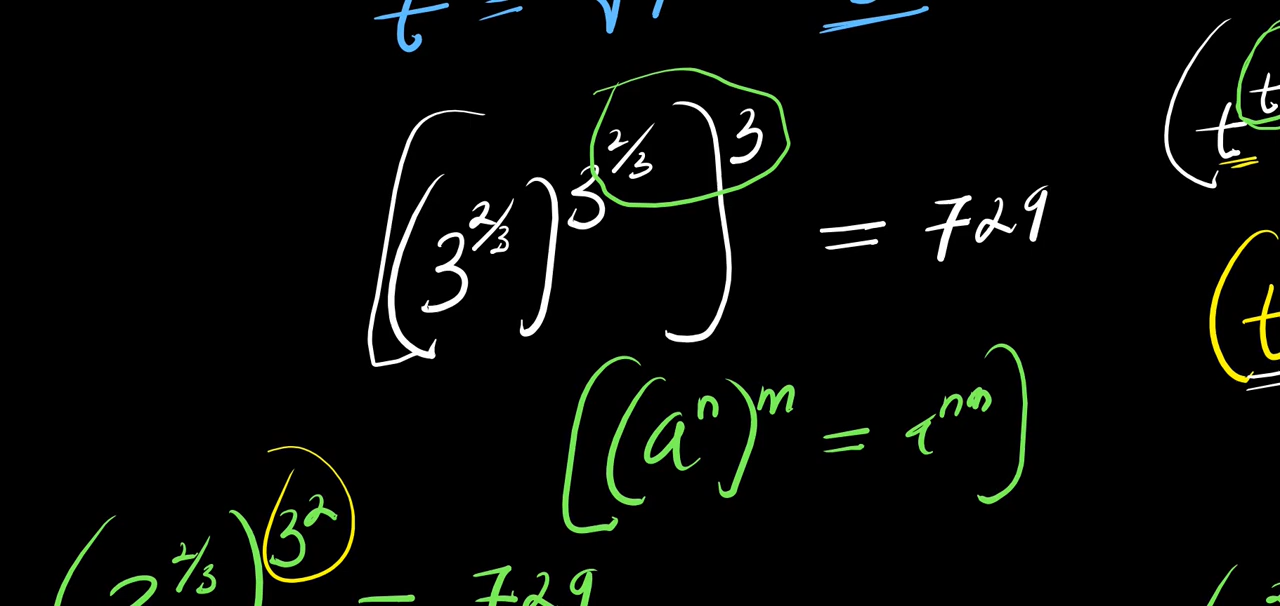 t =
[(3^{2/3})^{3^{2/3}}]^3 = 729
(t^t
[(a^n)^m = a^{nm}]
(t
(3^{2/3})^{3^2} = 729